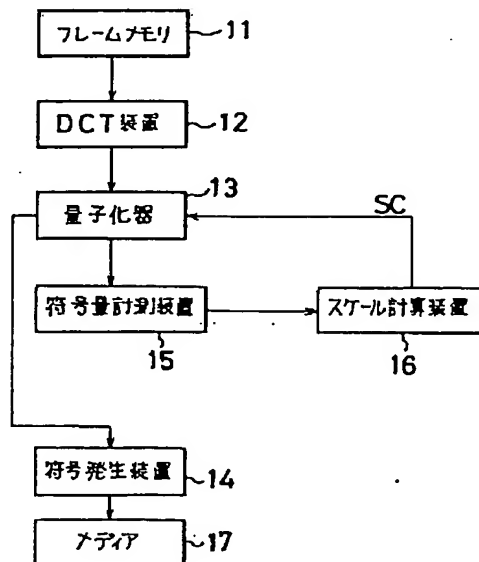 フレームメモリ 11
DCT装置 12
13
量子化器
SC
符号量計測装置
15
スケール計算装置
16
符号発生装置 14
メディア 17